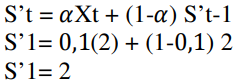 S’t = αXt + (1-α) S’t-1
S’1= 0,1(2) + (1-0,1) 2
S’1= 2